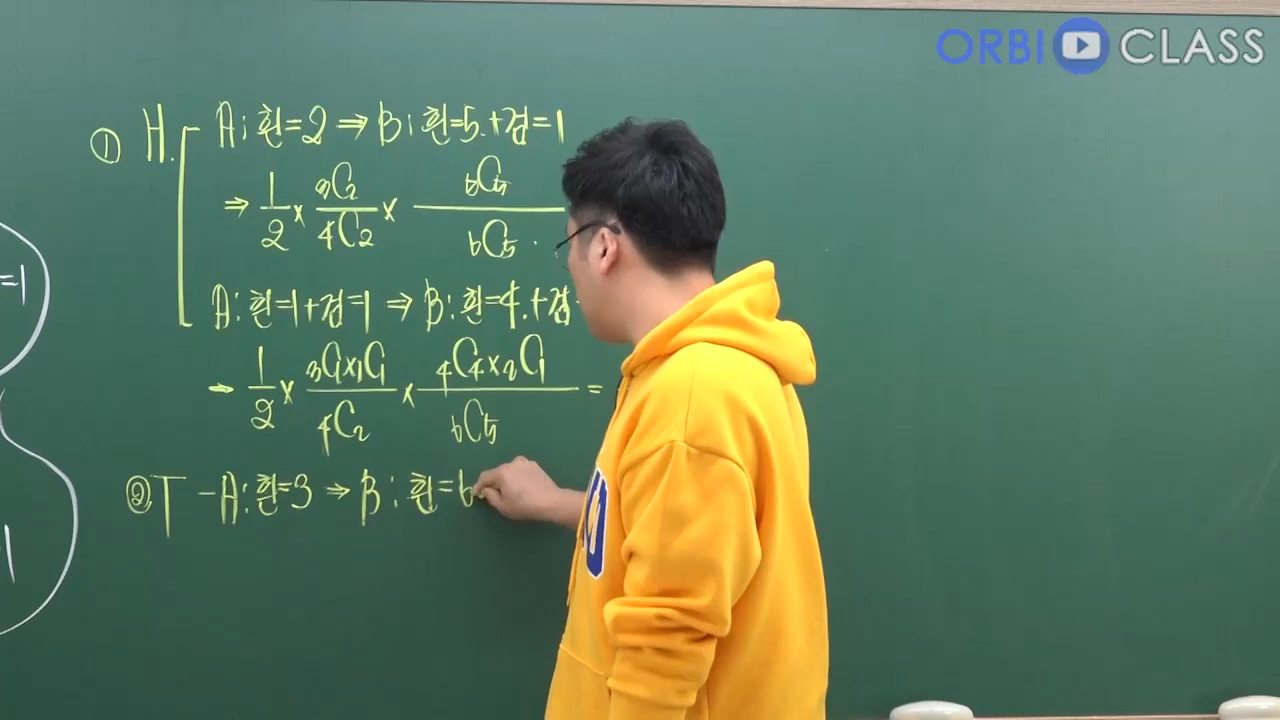 ORBI CLASS
① H. A : 흰=2 ⇒ B : 흰=5.+검=1
⇒ 1/2 × ₃C₂/₄C₂ × ₆C₅/₆C₅.
A : 흰=1+검=1 ⇒ B : 흰=4.+검
→ 1/2 × ₃C₁×₁C₁/₄C₂ × ₄C₄×₂C₁/₆C₅ =
② T - A : 흰=3 ⇒ B : 흰=6
=1
1